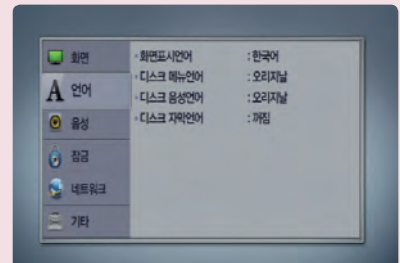 화면
언어
음성
잠금
네트워크
기타
화면표시언어 : 한국어
디스크 메뉴언어 : 오리지날
디스크 음성언어 : 오리지날
디스크 자막언어 : 꺼짐